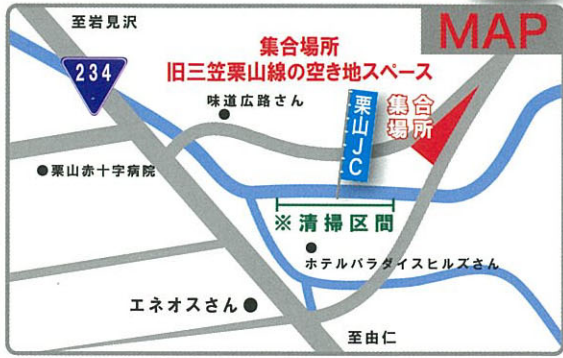 至岩見沢
MAP
集合場所
旧三笠栗山線の空き地スペース
234
味道広路さん
栗山JC
集合
場所
栗山赤十字病院
※清掃区間
ホテルパラダイスヒルズさん
エネオスさん
至由仁